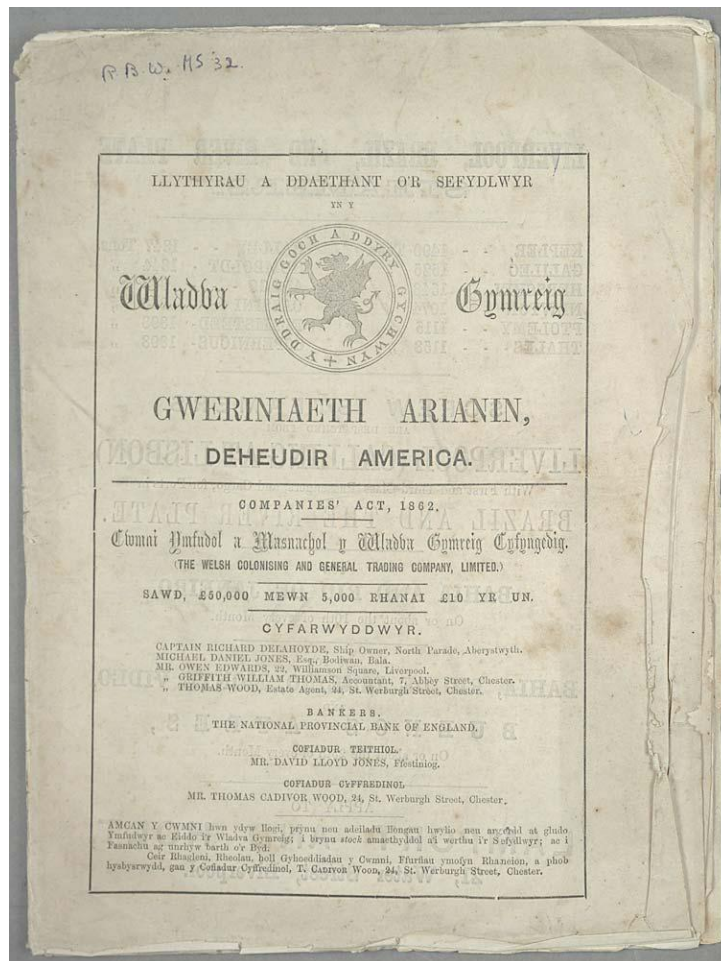 R. B. W. MS 32.
LLYTHYRAU A DDAETHANT O'R SEFYDLWYR
YN Y
Wladva Gymreig
Y DDRAIG GOCH A DDYRY GYCHWYN
GWERINIAETH ARIANIN,
DEHEUDIR AMERICA.
COMPANIES' ACT, 1862.
Cwmni Ymfudol a Masnachol y Wladva Gymreig Cyfyngedig.
(THE WELSH COLONISING AND GENERAL TRADING COMPANY, LIMITED.)
SAWD, £50,000 MEWN 5,000 RHANAI £10 YR UN.
CYFARWYDDWYR.
CAPTAIN RICHARD DELAHOYDE, Ship Owner, North Parade, Aberystwyth.
MICHAEL DANIEL JONES, Esq., Bodiwan, Bala.
MR. OWEN EDWARDS, 22, Williamson Square, Liverpool.
„ GRIFFITH WILLIAM THOMAS, Accountant, 7, Abbey Street, Chester.
„ THOMAS WOOD, Estate Agent, 24, St. Werburgh Street, Chester.
BANKERS.
THE NATIONAL PROVINCIAL BANK OF ENGLAND.
COFIADUR TEITHIOL.
MR. DAVID LLOYD JONES, Ffestiniog.
COFIADUR CYFFREDINOL
MR. THOMAS CADIVOR WOOD, 24, St. Werburgh Street, Chester.
AMCAN Y CWMNI hwn ydyw llogi, prynu neu adeiladu llongau hwylio neu argerdd at gludo
Ymfudwyr ac Eiddo i'r Wladva Gymreig; i brynu stock amaethyddol a'i werthu i'r Sefydlwyr; ac i
Fasnachu ag unrhyw barth o'r Byd.
Ceir Rhagleni, Rheolau, holl Gyhoeddiadau y Cwmni, Ffurflau ymofyn Rhaneion, a phob
hysbysrwydd, gan y Cofiadur Cyffredinol, T. CADIVOR WOOD, 24, St. Werburgh Street, Chester.